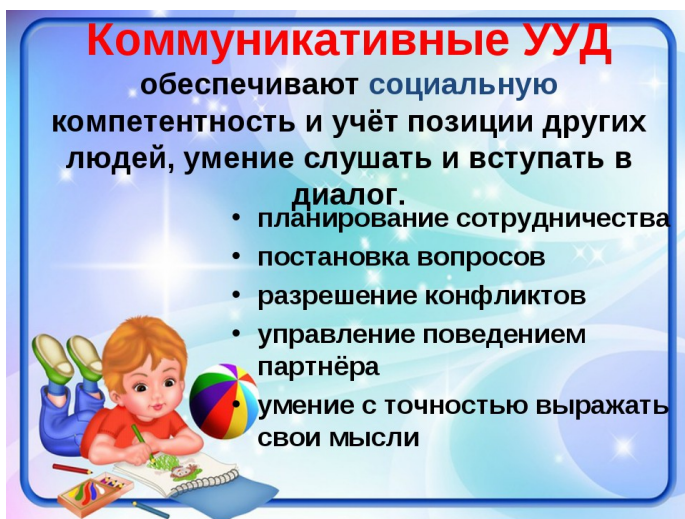 Коммуникативные УУД
обеспечивают социальную
компетентность и учёт позиции других
людей, умение слушать и вступать в
диалог.
• планирование сотрудничества
• постановка вопросов
• разрешение конфликтов
• управление поведением
партнёра
• умение с точностью выражать
свои мысли